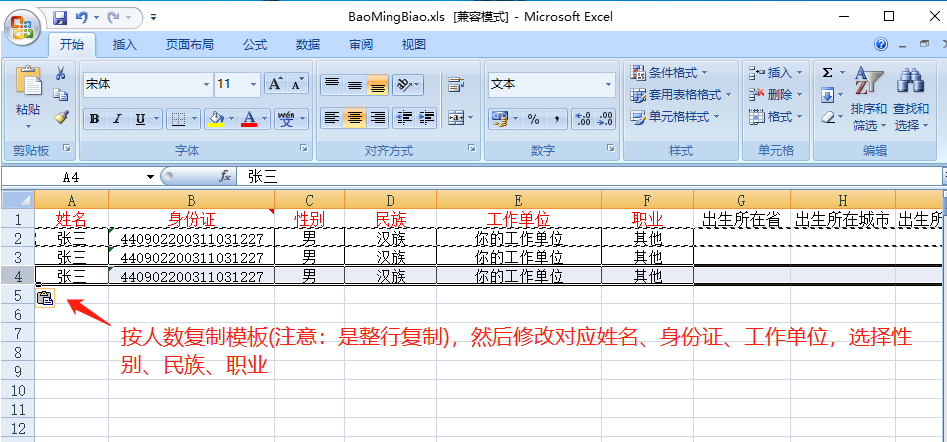 BaoMingBiao.xls [兼容模式] - Microsoft Excel
开始 插入 页面布局 公式 数据 审阅 视图
宋体 11 A A 文本 条件格式 插入 Σ
粘贴 套用表格格式 删除 排序和 查找和
B I U A wén 文 % , .0 .00 .00 .0 单元格样式 格式 筛选 选择
剪贴板 字体 对齐方式 数字 样式 单元格 编辑
A4 fx 张三
A B C D E F G H
1 姓名 身份证 性别 民族 工作单位 职业 出生所在省 出生所在城市 出生所
2 张三 440902200311031227 男 汉族 你的工作单位 其他
3 张三 440902200311031227 男 汉族 你的工作单位 其他
4 张三 440902200311031227 男 汉族 你的工作单位 其他
5
6
7 按人数复制模板(注意：是整行复制)，然后修改对应姓名、身份证、工作单位，选择性
8
9 别、民族、职业
10
11
12